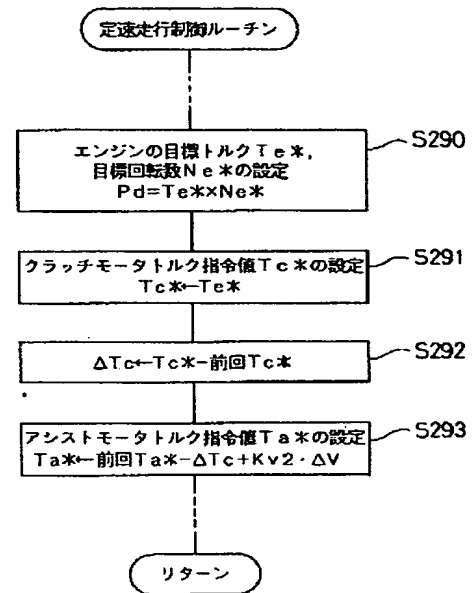 定速走行制御ルーチン
S290
エンジンの目標トルクTe*,
目標回転数Ne*の設定
Pd=Te*×Ne*
S291
クラッチモータトルク指令値Tc*の設定
Tc*←Te*
S292
ΔTc←Tc*-前回Tc*
S293
アシストモータトルク指令値Ta*の設定
Ta*←前回Ta*-ΔTc+Kv2・ΔV
リターン